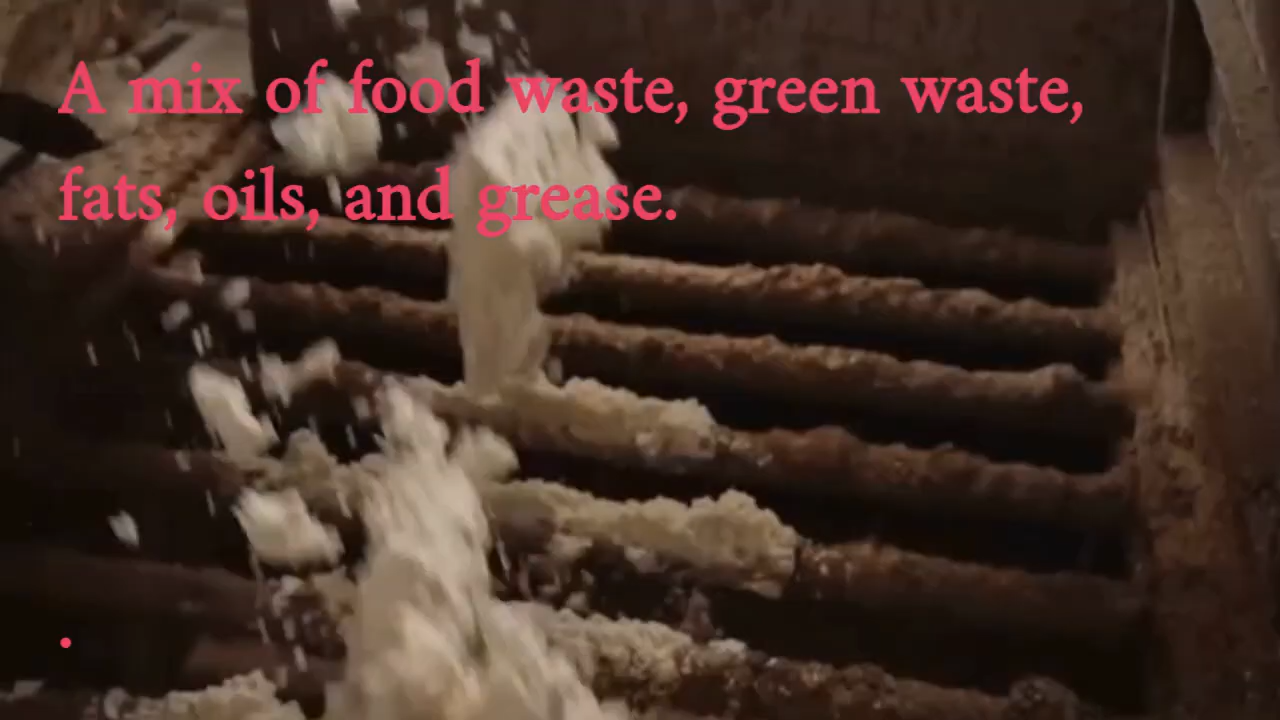 A mix of food waste, green waste,
fats, oils, and grease.
.